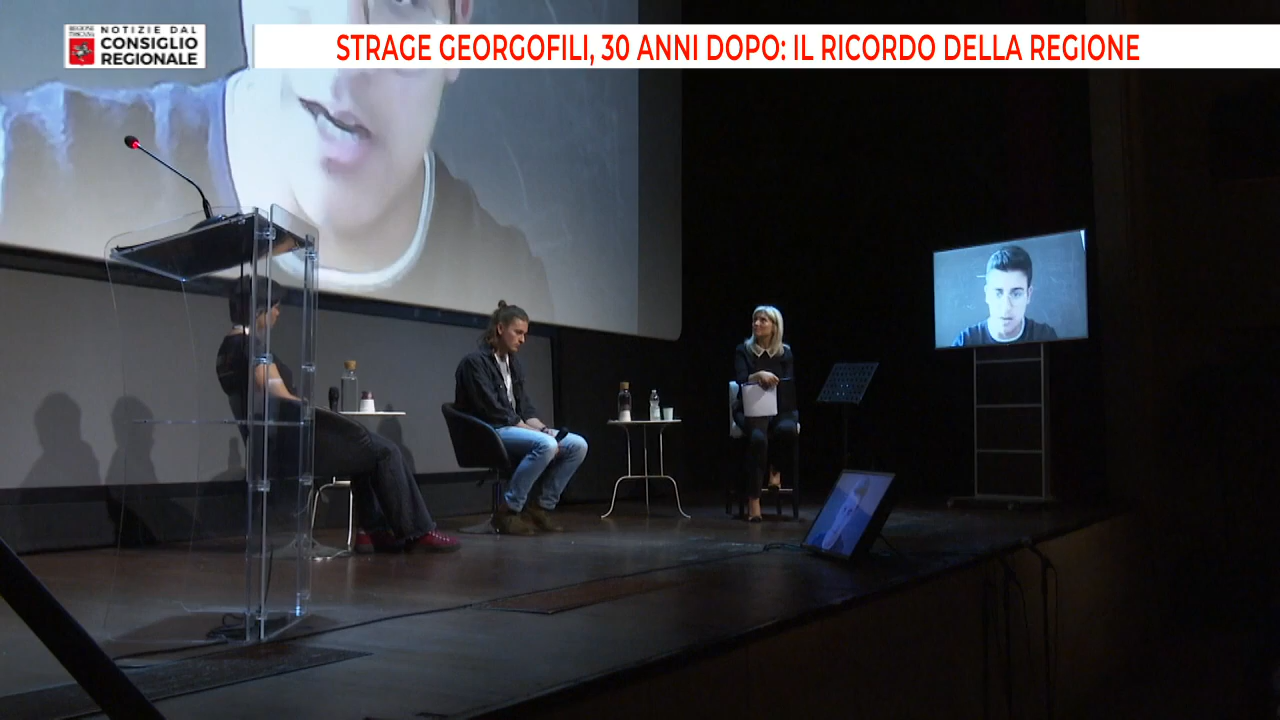 REGIONE
TOSCANA
NOTIZIE DAL
CONSIGLIO
REGIONALE
STRAGE GEORGOFILI, 30 ANNI DOPO: IL RICORDO DELLA REGIONE